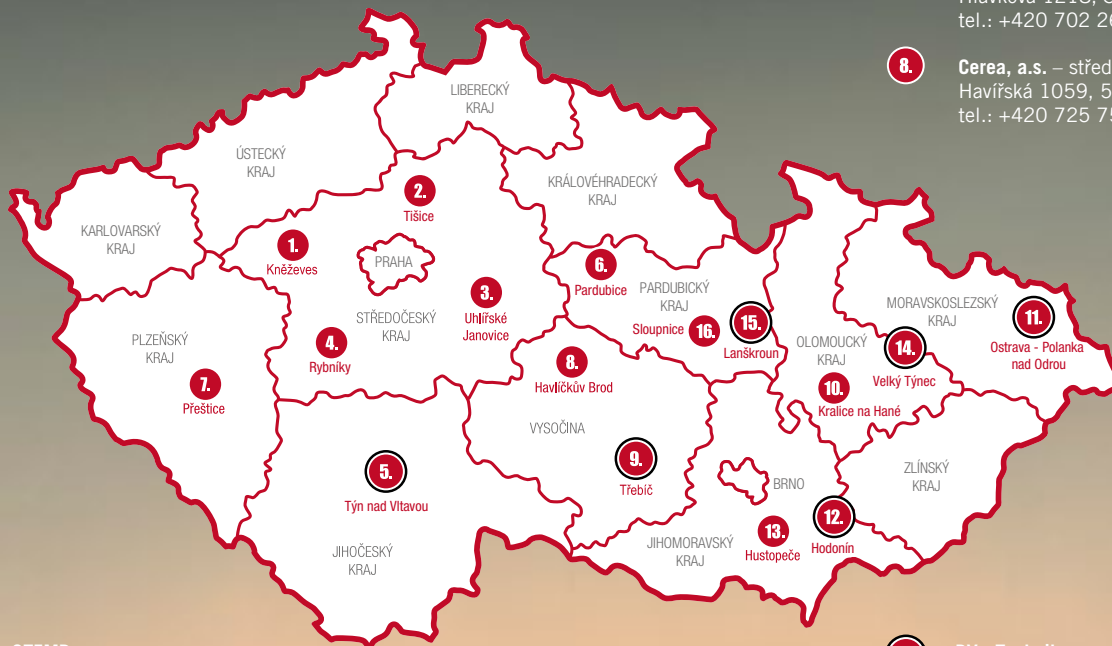 tel.: +420 702 26
8.
Cerea, a.s. – střed
Havířská 1059, 5
tel.: +420 725 75
LIBERECKÝ
KRAJ
ÚSTECKÝ
KRAJ
KRÁLOVÉHRADECKÝ
KRAJ
KARLOVARSKÝ
KRAJ
2.
Tišice
1.
Kněževes
PRAHA
6.
Pardubice
PARDUBICKÝ
KRAJ
3.
Uhlířské
Janovice
STŘEDOČESKÝ
KRAJ
4.
Rybníky
PLZEŇSKÝ
KRAJ
7.
Přeštice
Sloupnice
16.
15.
Lanškroun
MORAVSKOSLEZSKÝ
KRAJ
11.
Ostrava - Polanka
nad Odrou
OLOMOUCKÝ
KRAJ
14.
Velký Týnec
10.
Kralice na Hané
8.
Havlíčkův Brod
VYSOČINA
9.
Třebíč
5.
Týn nad Vltavou
ZLÍNSKÝ
KRAJ
BRNO
12.
Hodonín
13.
Hustopeče
JIHOMORAVSKÝ
KRAJ
JIHOČESKÝ
KRAJ